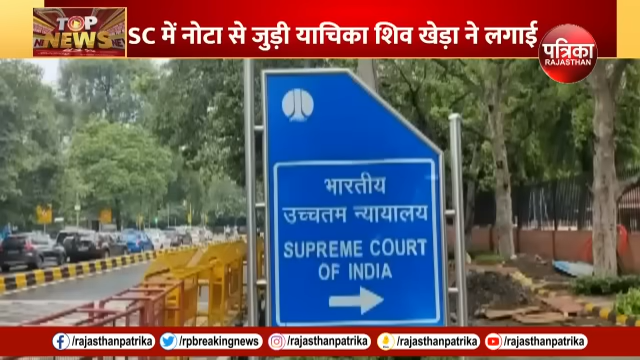 TOP
NEWS
SC में नोटा से जुड़ी याचिका शिव खेड़ा ने लगाई
पत्रिका
RAJASTHAN
भारतीय
उच्चतम न्यायालय
SUPREME COURT
OF INDIA
/rajasthanpatrika /rpbreakingnews /rajasthanpatrika /rajasthanpatrika /rajasthanpatrika